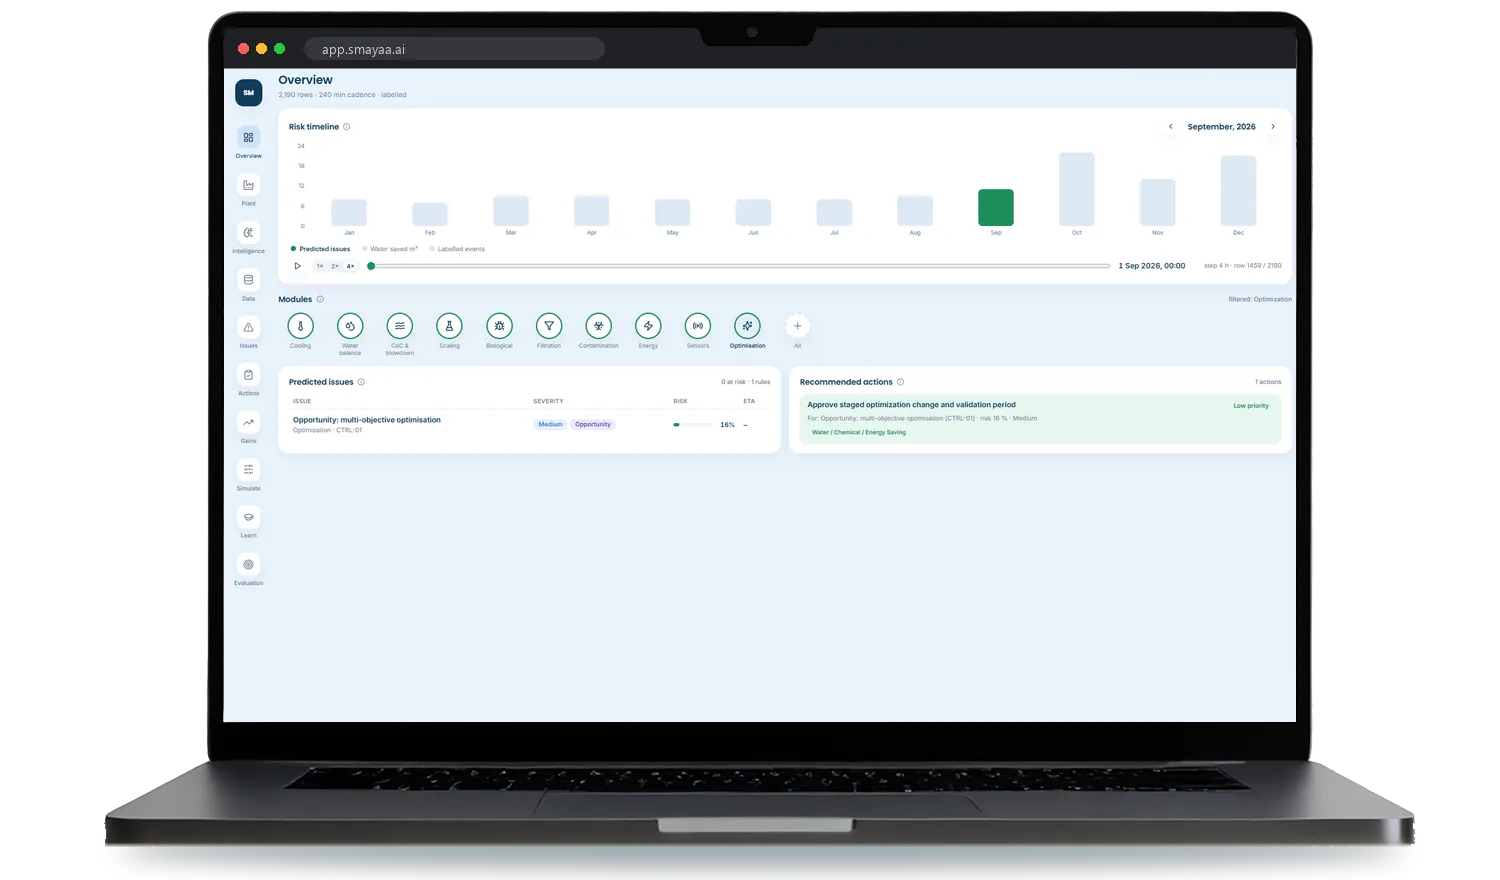 app.smayaa.ai
SM
Overview
Plant
Intelligence
Data
Issues
Actions
Gains
Simulate
Learn
Evaluation
Overview
2,190 rows · 240 min cadence · labelled
Risk timeline
September, 2026
24
18
12
6
0
Jan Feb Mar Apr May Jun Jul Aug Sep Oct Nov Dec
Predicted issues Water saved m³ Labelled events
1× 2× 4× 1 Sep 2026, 00:00 step 4 h · row 1459 / 2190
Modules filtered: Optimization
Cooling
Water
balance
CoC &
blowdown
Scaling
Biological
Filtration
Contamination
Energy
Sensors
Optimisation
All
Predicted issues 0 at risk · 1 rules
ISSUE SEVERITY RISK ETA
Opportunity: multi-objective optimisation Medium Opportunity 16% –
Optimization · CTRL-01
Recommended actions 1 actions
Approve staged optimization change and validation period Low priority
For: Opportunity: multi-objective optimisation (CTRL-01) · risk 16 % · Medium
Water / Chemical / Energy Saving